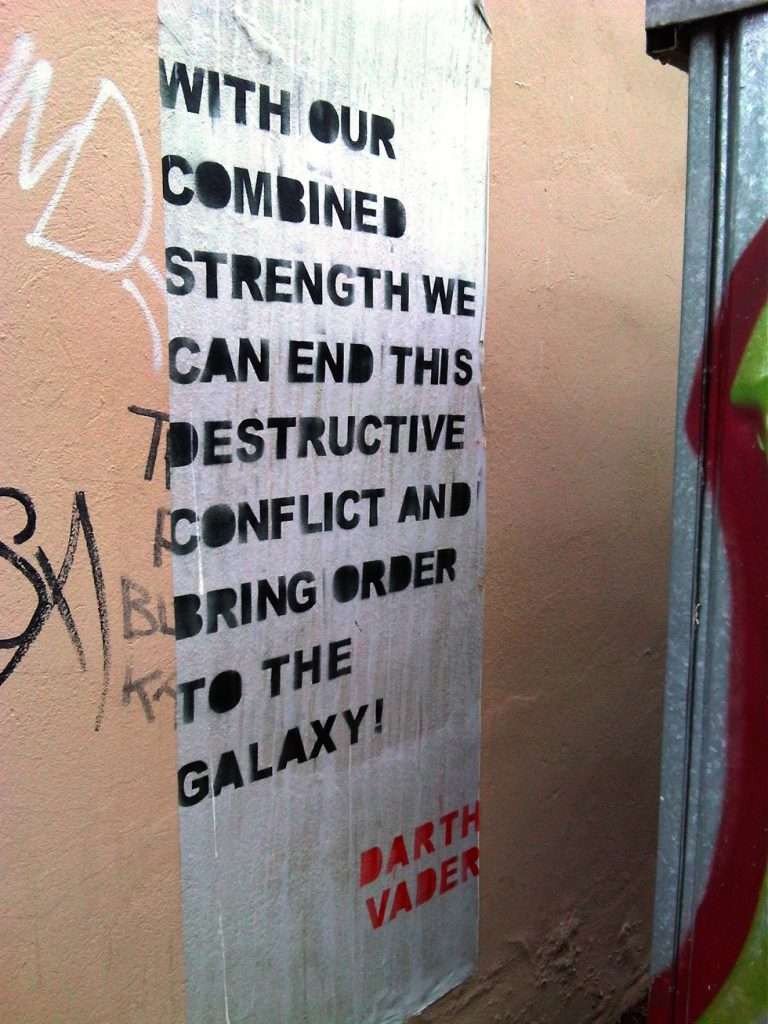 WITH OUR
COMBINED
STRENGTH WE
CAN END THIS
DESTRUCTIVE
CONFLICT AND
BRING ORDER
TO THE
GALAXY!
DARTH
VADER